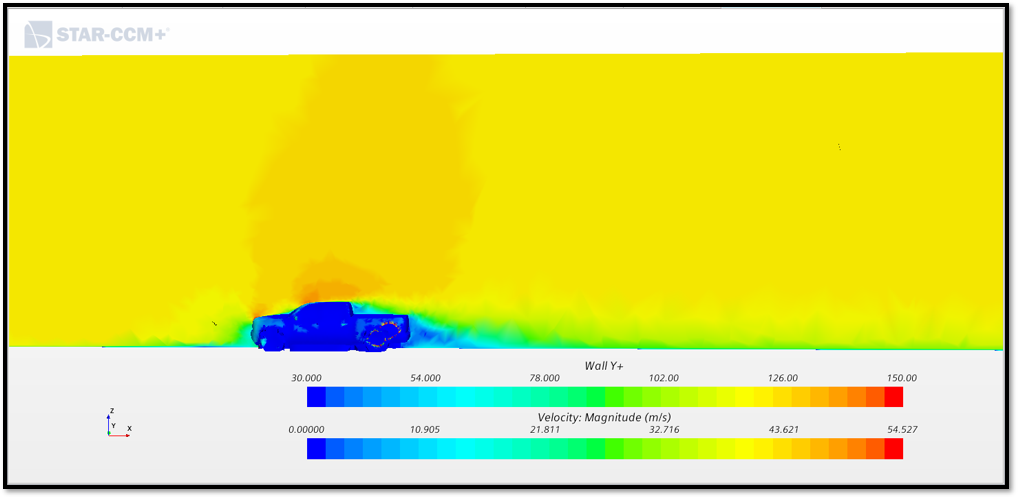 STAR-CCM+
Wall Y+
30.000 54.000 78.000 102.00 126.00 150.00
Velocity: Magnitude (m/s)
0.00000 10.905 21.811 32.716 43.621 54.527
Z
Y X